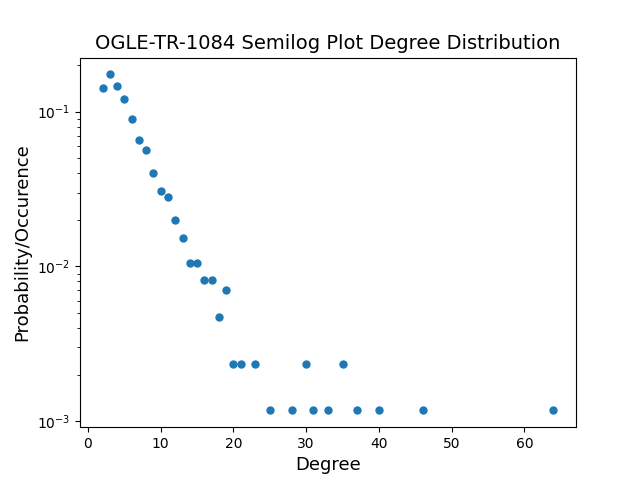 OGLE-TR-1084 Semilog Plot Degree Distribution
Probability/Occurence
10⁻¹
10⁻²
10⁻³
0 10 20 30 40 50 60
Degree